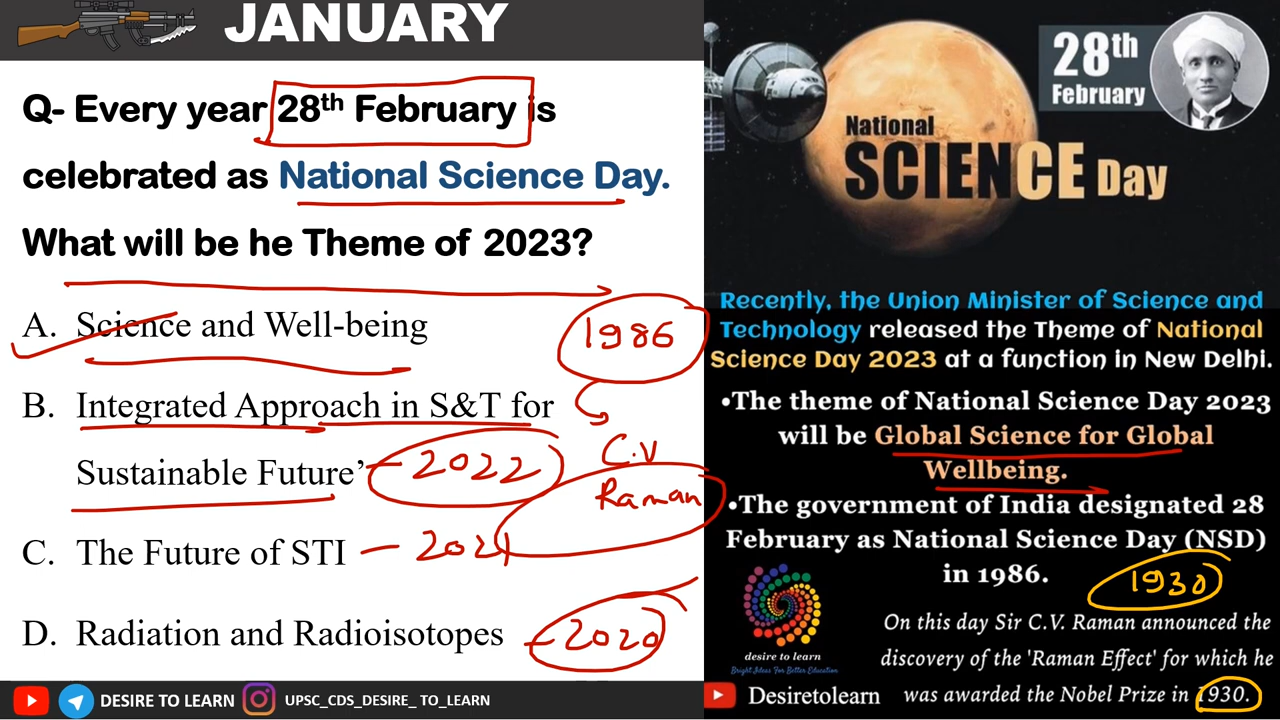 JANUARY
Q- Every year 28th February is
celebrated as National Science Day.
What will be he Theme of 2023?
A. Science and Well-being
1986
B. Integrated Approach in S&T for
Sustainable Future’ – 2022
C.V
Raman
C. The Future of STI – 2021
D. Radiation and Radioisotopes – 2020
DESIRE TO LEARN
UPSC_CDS_DESIRE_ TO_LEARN
28th
February
National
SCIENCE Day
Recently, the Union Minister of Science and
Technology released the Theme of National
Science Day 2023 at a function in New Delhi.
•The theme of National Science Day 2023
will be Global Science for Global
Wellbeing.
•The government of India designated 28
February as National Science Day (NSD)
in 1986.
1930
On this day Sir C.V. Raman announced the
discovery of the 'Raman Effect' for which he
was awarded the Nobel Prize in 1930.
desire to learn
Bright Ideas For Better Education
Desiretolearn